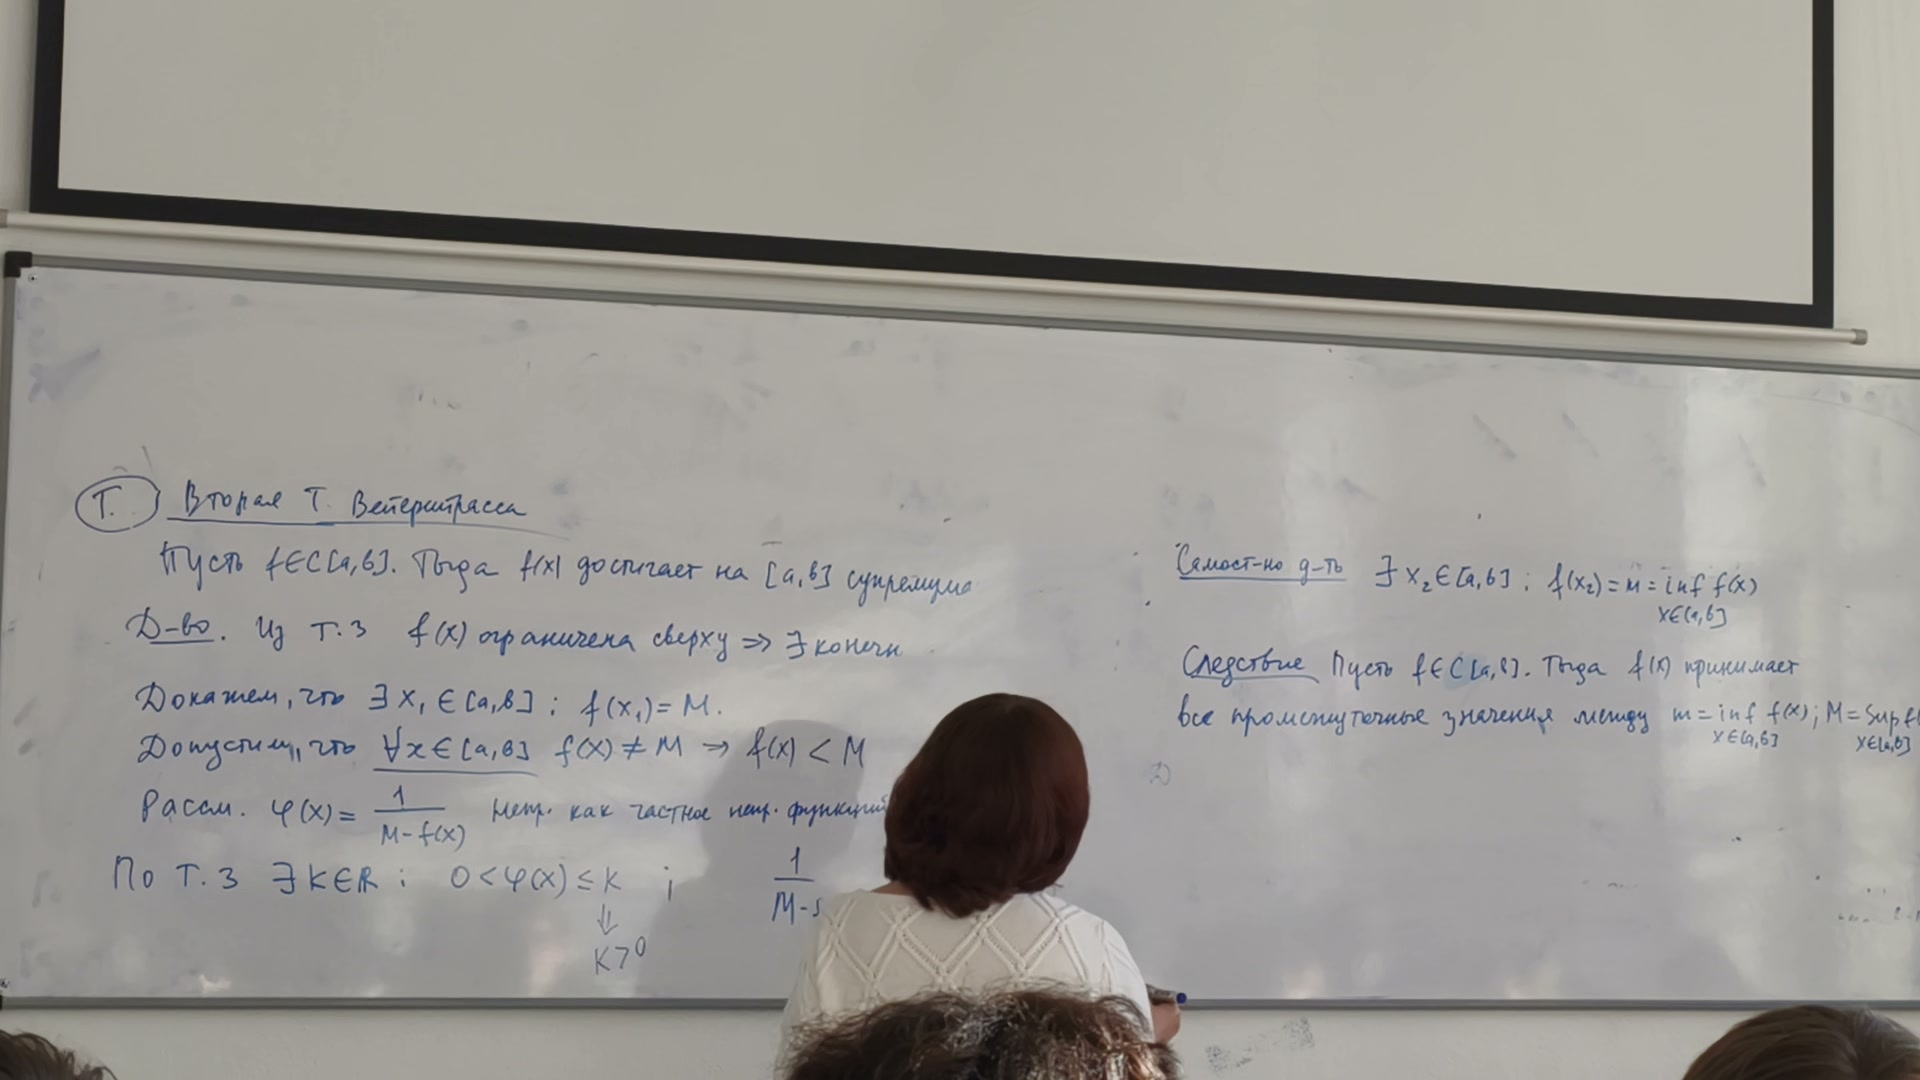 Т. Вторая Т. Вейерштрасса
Пусть f∈C[a,b]. Тогда f(x) достигает на [a,b] супремума
Д-во. Из т.3 f(x) ограничена сверху ⇒ ∃ конечн
Докажем, что ∃ x₁ ∈ [a,b] : f(x₁) = M.
Допустим, что ∀x∈[a,b] f(x) ≠ M ⇒ f(x) < M
Рассм. φ(x) = 1/(M-f(x)) непр. как частное непр. функций
По т.3 ∃ K∈R : 0 < φ(x) ≤ K ; 1/(M-
⇓
K>0
Самост-но д-ть ∃ x₂∈[a,b] : f(x₂) = m = inf f(x)
x∈[a,b]
Следствие Пусть f∈C[a,b]. Тогда f(x) принимает
все промежуточные значения между m = inf f(x) ; M = sup f(
x∈[a,b] x∈[a,b]